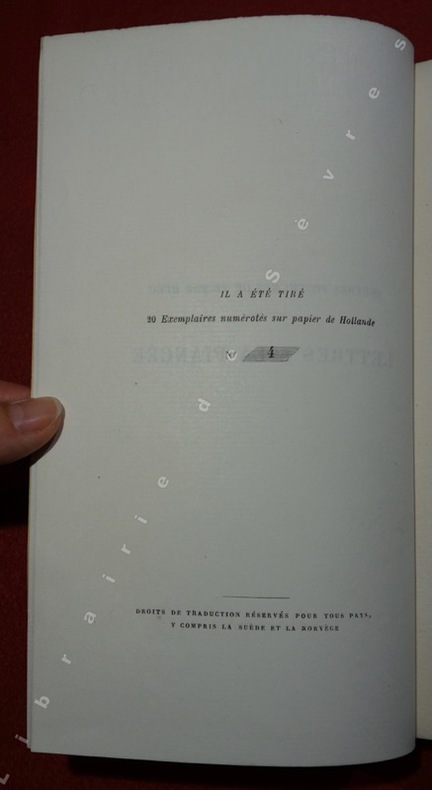 IL A ÉTÉ TIRÉ
20 Exemplaires numérotés sur papier de Hollande
N° 4
DROITS DE TRADUCTION RÉSERVÉS POUR TOUS PAYS,
Y COMPRIS LA SUÈDE ET LA NORVÈGE
Librairie de Sèvres